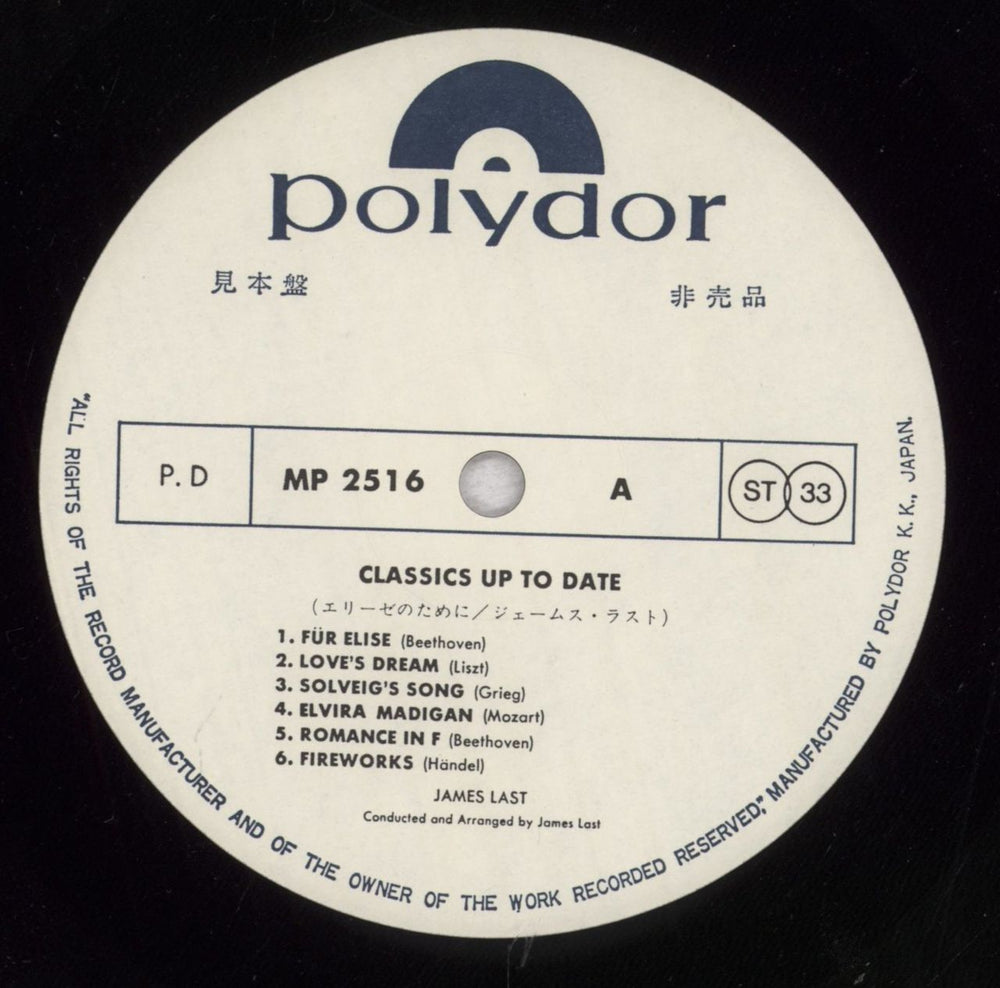 polydor
見本盤
非売品
P. D
MP 2516
A
ST 33
CLASSICS UP TO DATE
(エリーゼのために/ジェームス・ラスト)
1. FÜR ELISE (Beethoven)
2. LOVE'S DREAM (Liszt)
3. SOLVEIG'S SONG (Grieg)
4. ELVIRA MADIGAN (Mozart)
5. ROMANCE IN F (Beethoven)
6. FIREWORKS (Händel)
JAMES LAST
Conducted and Arranged by James Last
"ALL RIGHTS OF THE RECORD MANUFACTURER AND OF THE OWNER OF THE WORK RECORDED RESERVED," MANUFACTURED BY POLYDOR K.K., JAPAN.